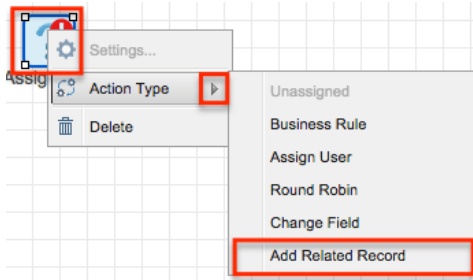 Settings...
Assig
Action Type
Unassigned
Delete
Business Rule
Assign User
Round Robin
Change Field
Add Related Record